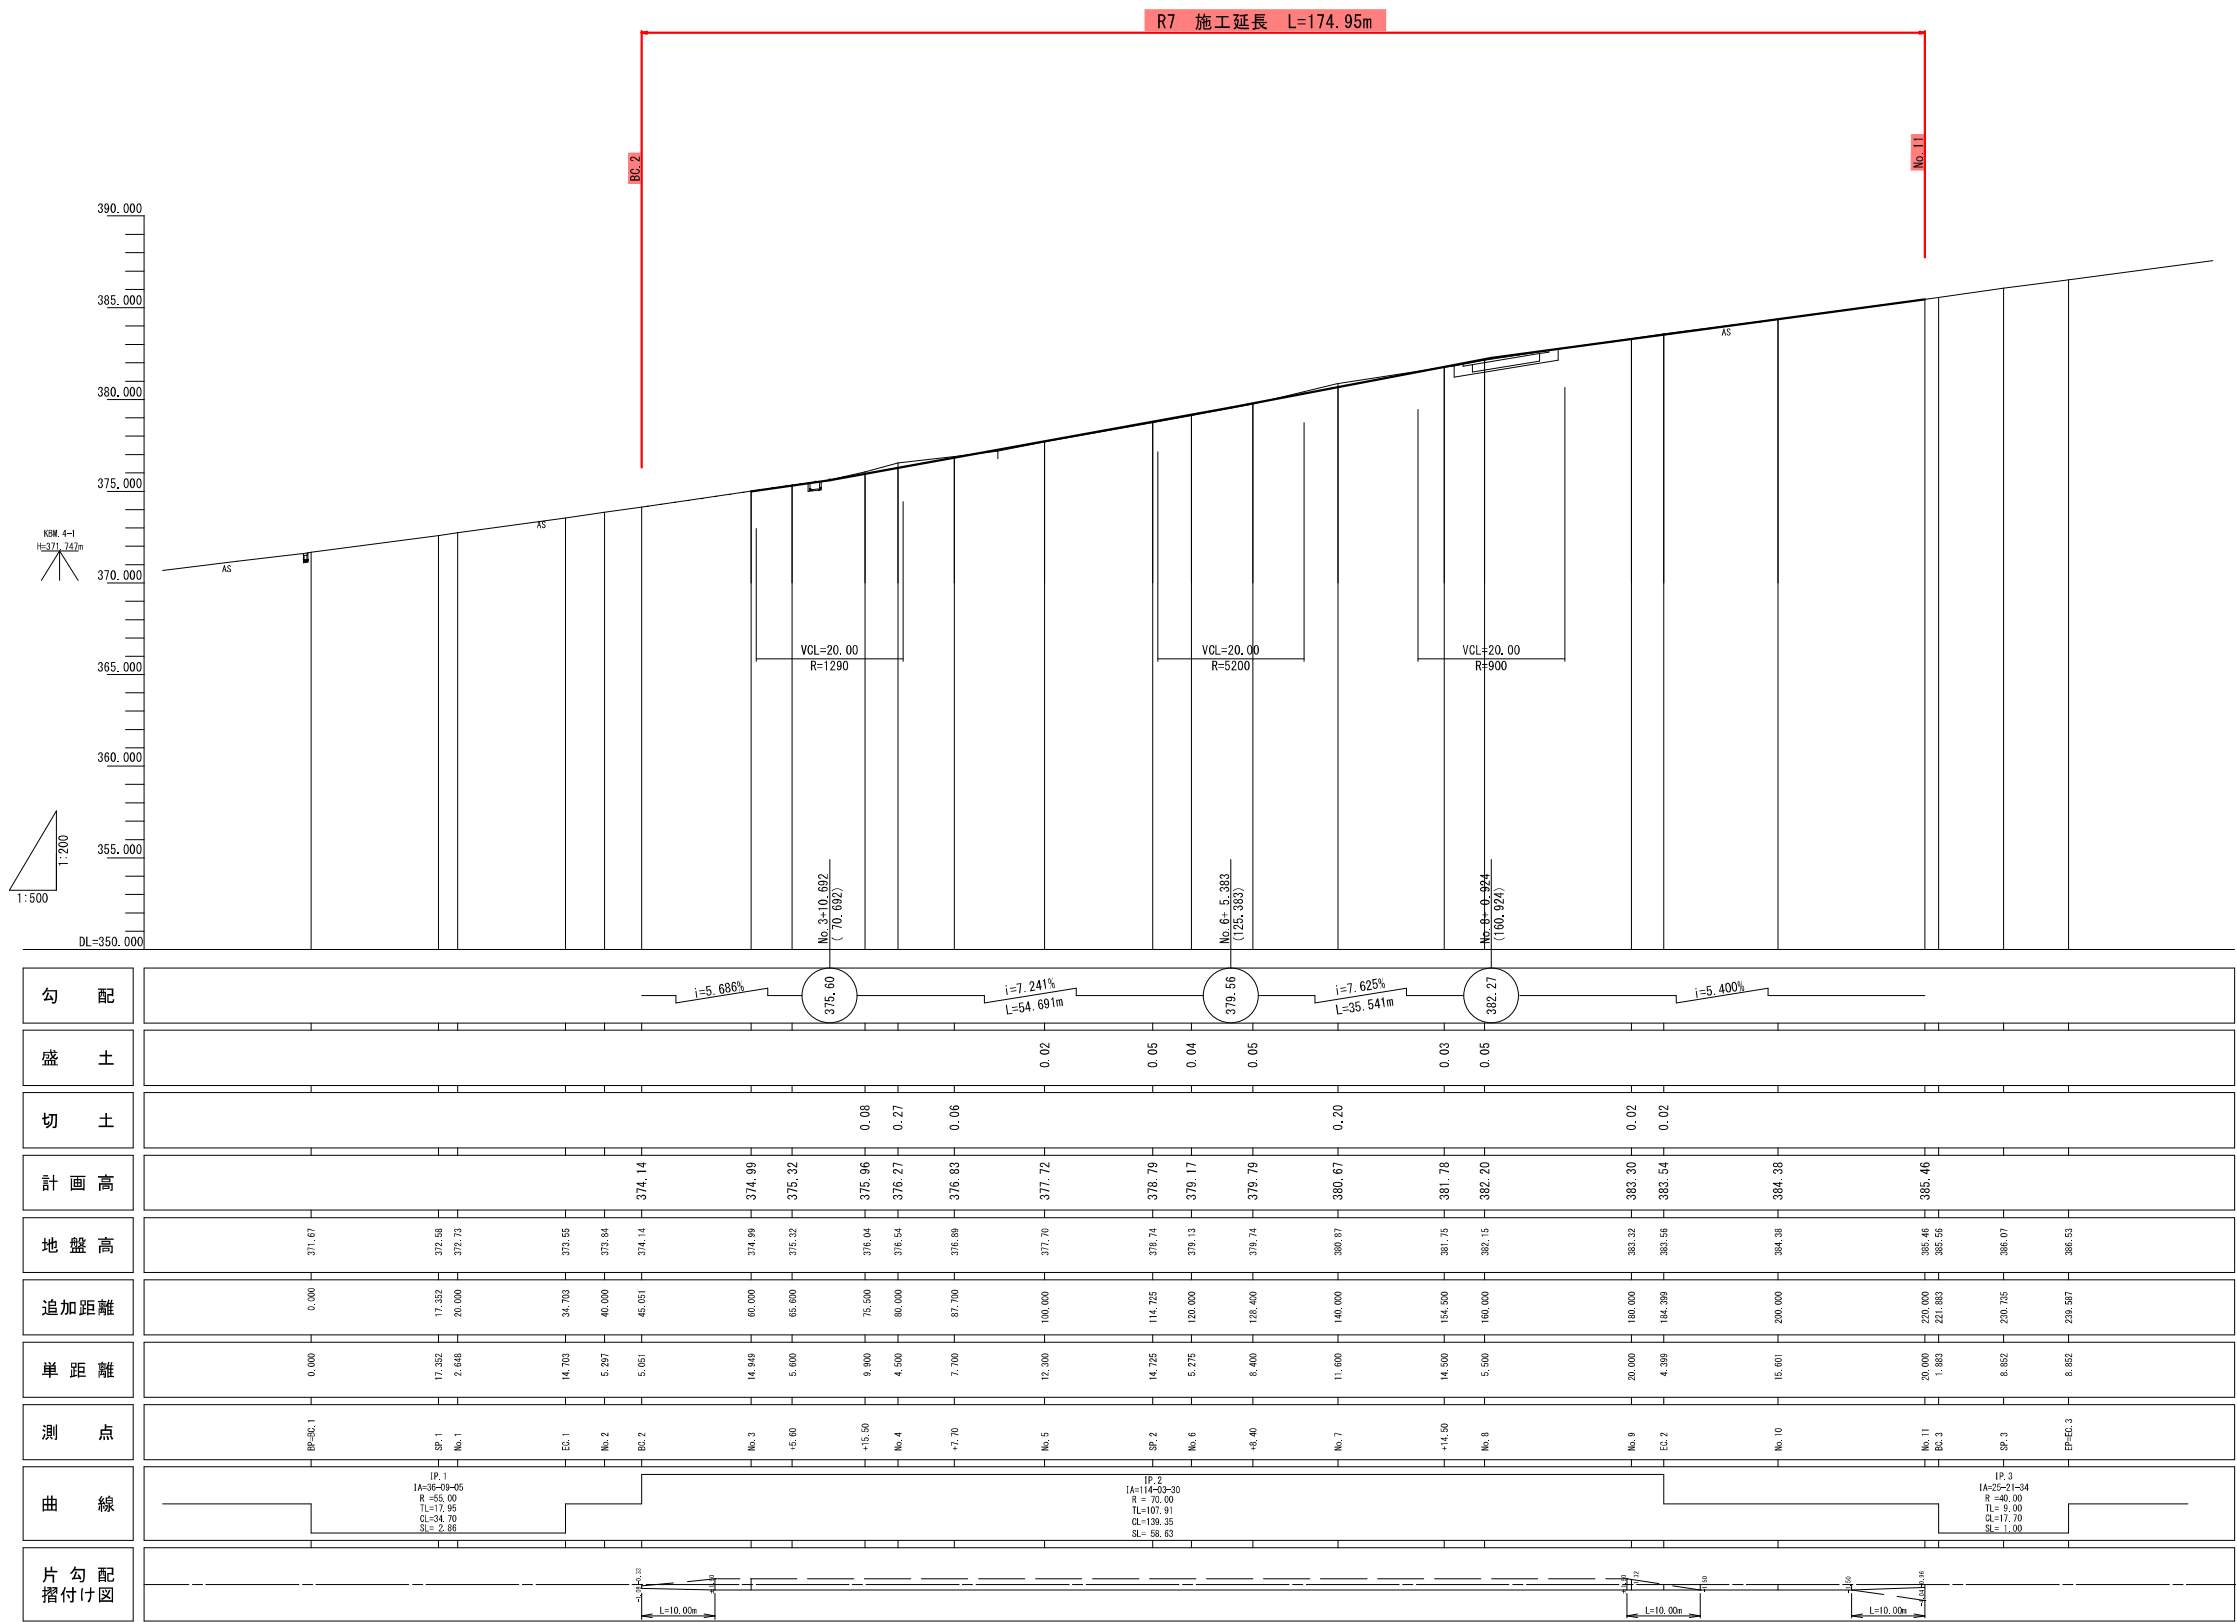 R7 施工延長 L=174.95m
BC.2
No.11
390.000
385.000
380.000
375.000
370.000
365.000
360.000
355.000
DL=350.000
KBM.4-1
H=371.747m
AS
AS
AS
VCL=20.00
R=1290
VCL=20.00
R=5200
VCL=20.00
R=900
1:200
1:500
No.3+10.692
( 70.692)
No.6+ 5.383
(125.383)
No.8+ 0.924
(160.924)
勾 配
i=5.686%
375.60
i=7.241%
L=54.691m
379.56
i=7.625%
L=35.541m
382.27
i=5.400%
盛 土
0.02 0.05 0.04 0.05 0.03 0.05
切 土
0.08 0.27 0.06 0.20 0.02 0.02
計 画 高
374.14 374.99 375.32 375.96 376.27 376.83 377.72 378.79 379.17 379.79 380.67 381.78 382.20 383.30 383.54 384.38 385.46
地 盤 高
371.67 372.58 372.73 373.55 373.84 374.14 374.99 375.32 376.04 376.54 376.89 377.70 378.74 379.13 379.74 380.87 381.75 382.15 383.32 383.56 384.38 385.46 385.56 386.07 386.53
追加距離
0.000 17.352 20.000 34.703 40.000 45.051 60.000 65.600 75.500 80.000 87.700 100.000 114.725 120.000 128.400 140.000 154.500 160.000 180.000 184.399 200.000 220.000 221.883 230.735 239.587
単 距 離
0.000 17.352 2.648 14.703 5.297 5.051 14.949 5.600 9.900 4.500 7.700 12.300 14.725 5.275 8.400 11.600 14.500 5.500 20.000 4.399 15.601 20.000 1.883 8.852 8.852
測 点
BP=BC.1 SP.1 No.1 EC.1 No.2 BC.2 No.3 +5.60 +15.50 No.4 +7.70 No.5 SP.2 No.6 +8.40 No.7 +14.50 No.8 No.9 EC.2 No.10 No.11 BC.3 SP.3 EP=EC.3
曲 線
IP.1
IA=36-09-05
R =55.00
TL=17.95
CL=34.70
SL= 2.86
IP.2
IA=114-03-30
R = 70.00
TL=107.91
CL=139.35
SL= 58.63
IP.3
IA=25-21-34
R =40.00
TL= 9.00
CL=17.70
SL= 1.00
片 勾 配
摺付け図
L=10.00m
L=10.00m
L=10.00m